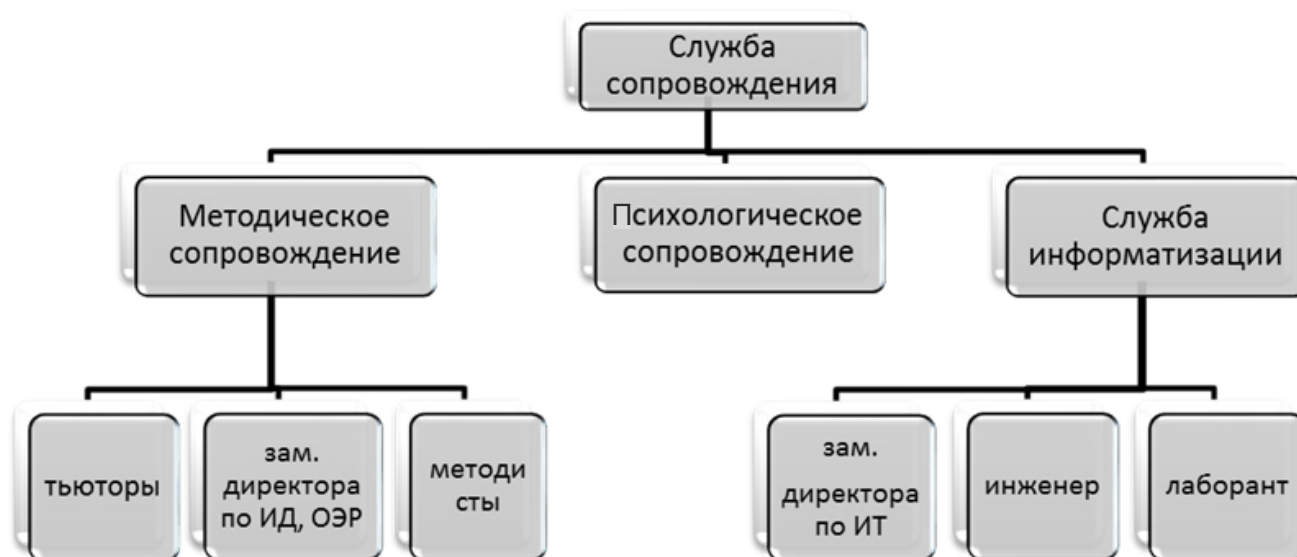 Служба
сопровождения
Методическое
сопровождение
Психологическое
сопровождение
Служба
информатизации
тьюторы
зам.
директора
по ИД, ОЭР
методи
сты
зам.
директора
по ИТ
инженер
лаборант